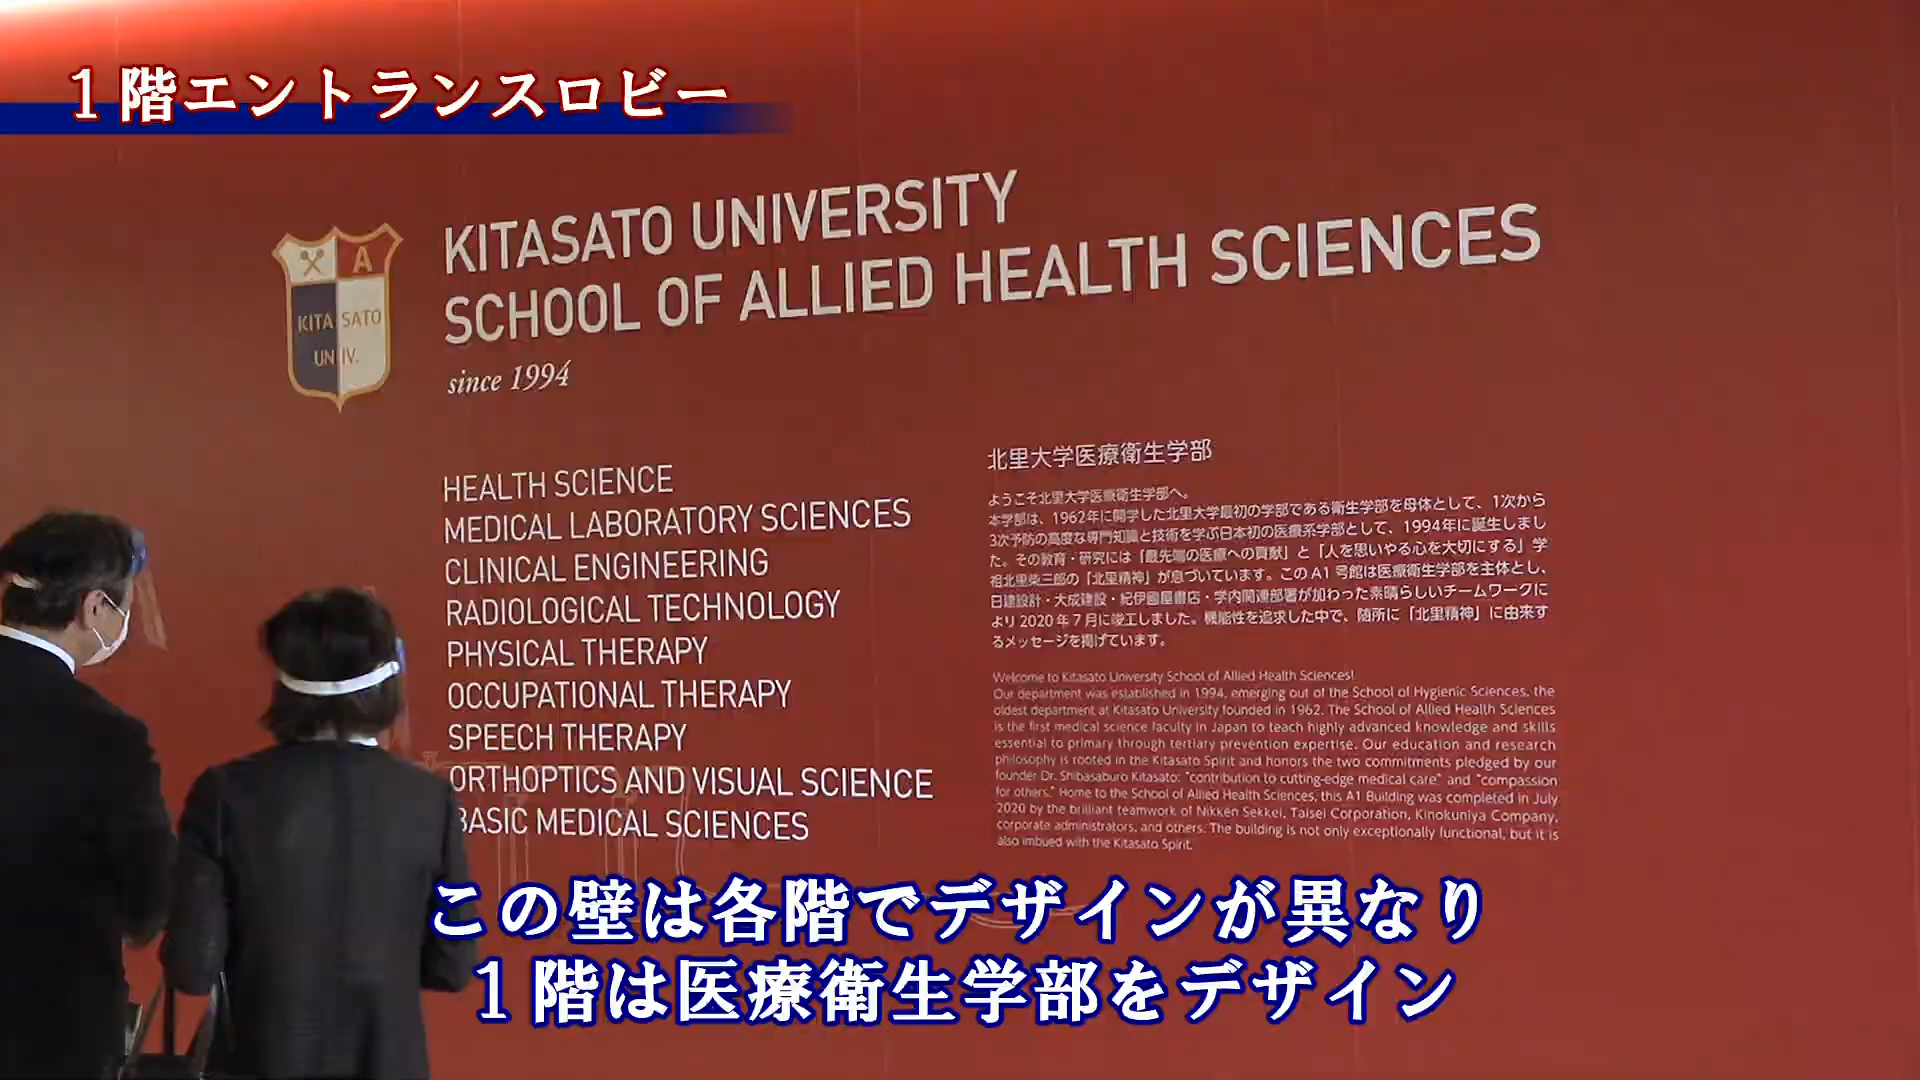 1階エントランスロビー
A
KITA SATO
UNIV.
KITASATO UNIVERSITY
SCHOOL OF ALLIED HEALTH SCIENCES
since 1994
HEALTH SCIENCE
MEDICAL LABORATORY SCIENCES
CLINICAL ENGINEERING
RADIOLOGICAL TECHNOLOGY
PHYSICAL THERAPY
OCCUPATIONAL THERAPY
SPEECH THERAPY
ORTHOPTICS AND VISUAL SCIENCE
BASIC MEDICAL SCIENCES
北里大学医療衛生学部
ようこそ北里大学医療衛生学部へ。
本学部は、1962年に開学した北里大学最初の学部である衛生学部を母体として、1次から
3次予防の高度な専門知識と技術を学ぶ日本初の医療系学部として、1994年に誕生しまし
た。その教育・研究には「最先端の医療への貢献」と「人を思いやる心を大切にする」学
祖北里柴三郎の「北里精神」が息づいています。このA1号館は医療衛生学部を主体とし、
日建設計・大成建設・紀伊國屋書店・学内関連部署が加わった素晴らしいチームワークに
より2020年7月に竣工しました。機能性を追求した中で、随所に「北里精神」に由来す
るメッセージを掲げています。
Welcome to Kitasato University School of Allied Health Sciences!
Our department was established in 1994, emerging out of the School of Hygienic Sciences, the
oldest department at Kitasato University founded in 1962. The School of Allied Health Sciences
is the first medical science faculty in Japan to teach highly advanced knowledge and skills
essential to primary through tertiary prevention expertise. Our education and research
philosophy is rooted in the Kitasato Spirit and honors the two commitments pledged by our
founder Dr. Shibasaburo Kitasato: "contribution to cutting-edge medical care" and "compassion
for others." Home to the School of Allied Health Sciences, this A1 Building was completed in July
2020 by the brilliant teamwork of Nikken Sekkei, Taisei Corporation, Kinokuniya Company,
corporate administrators, and others. The building is not only exceptionally functional, but it is
also imbued with the Kitasato Spirit.
この壁は各階でデザインが異なり
1階は医療衛生学部をデザイン